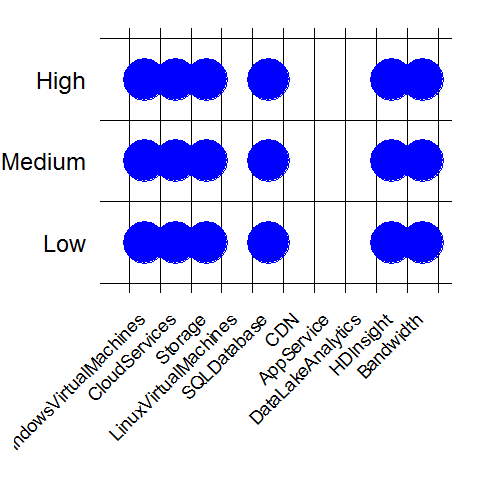 High
Medium
Low
ndowsVirtualMachines
CloudServices
Storage
LinuxVirtualMachines
SQLDatabase
CDN
AppService
DataLakeAnalytics
HDInsight
Bandwidth